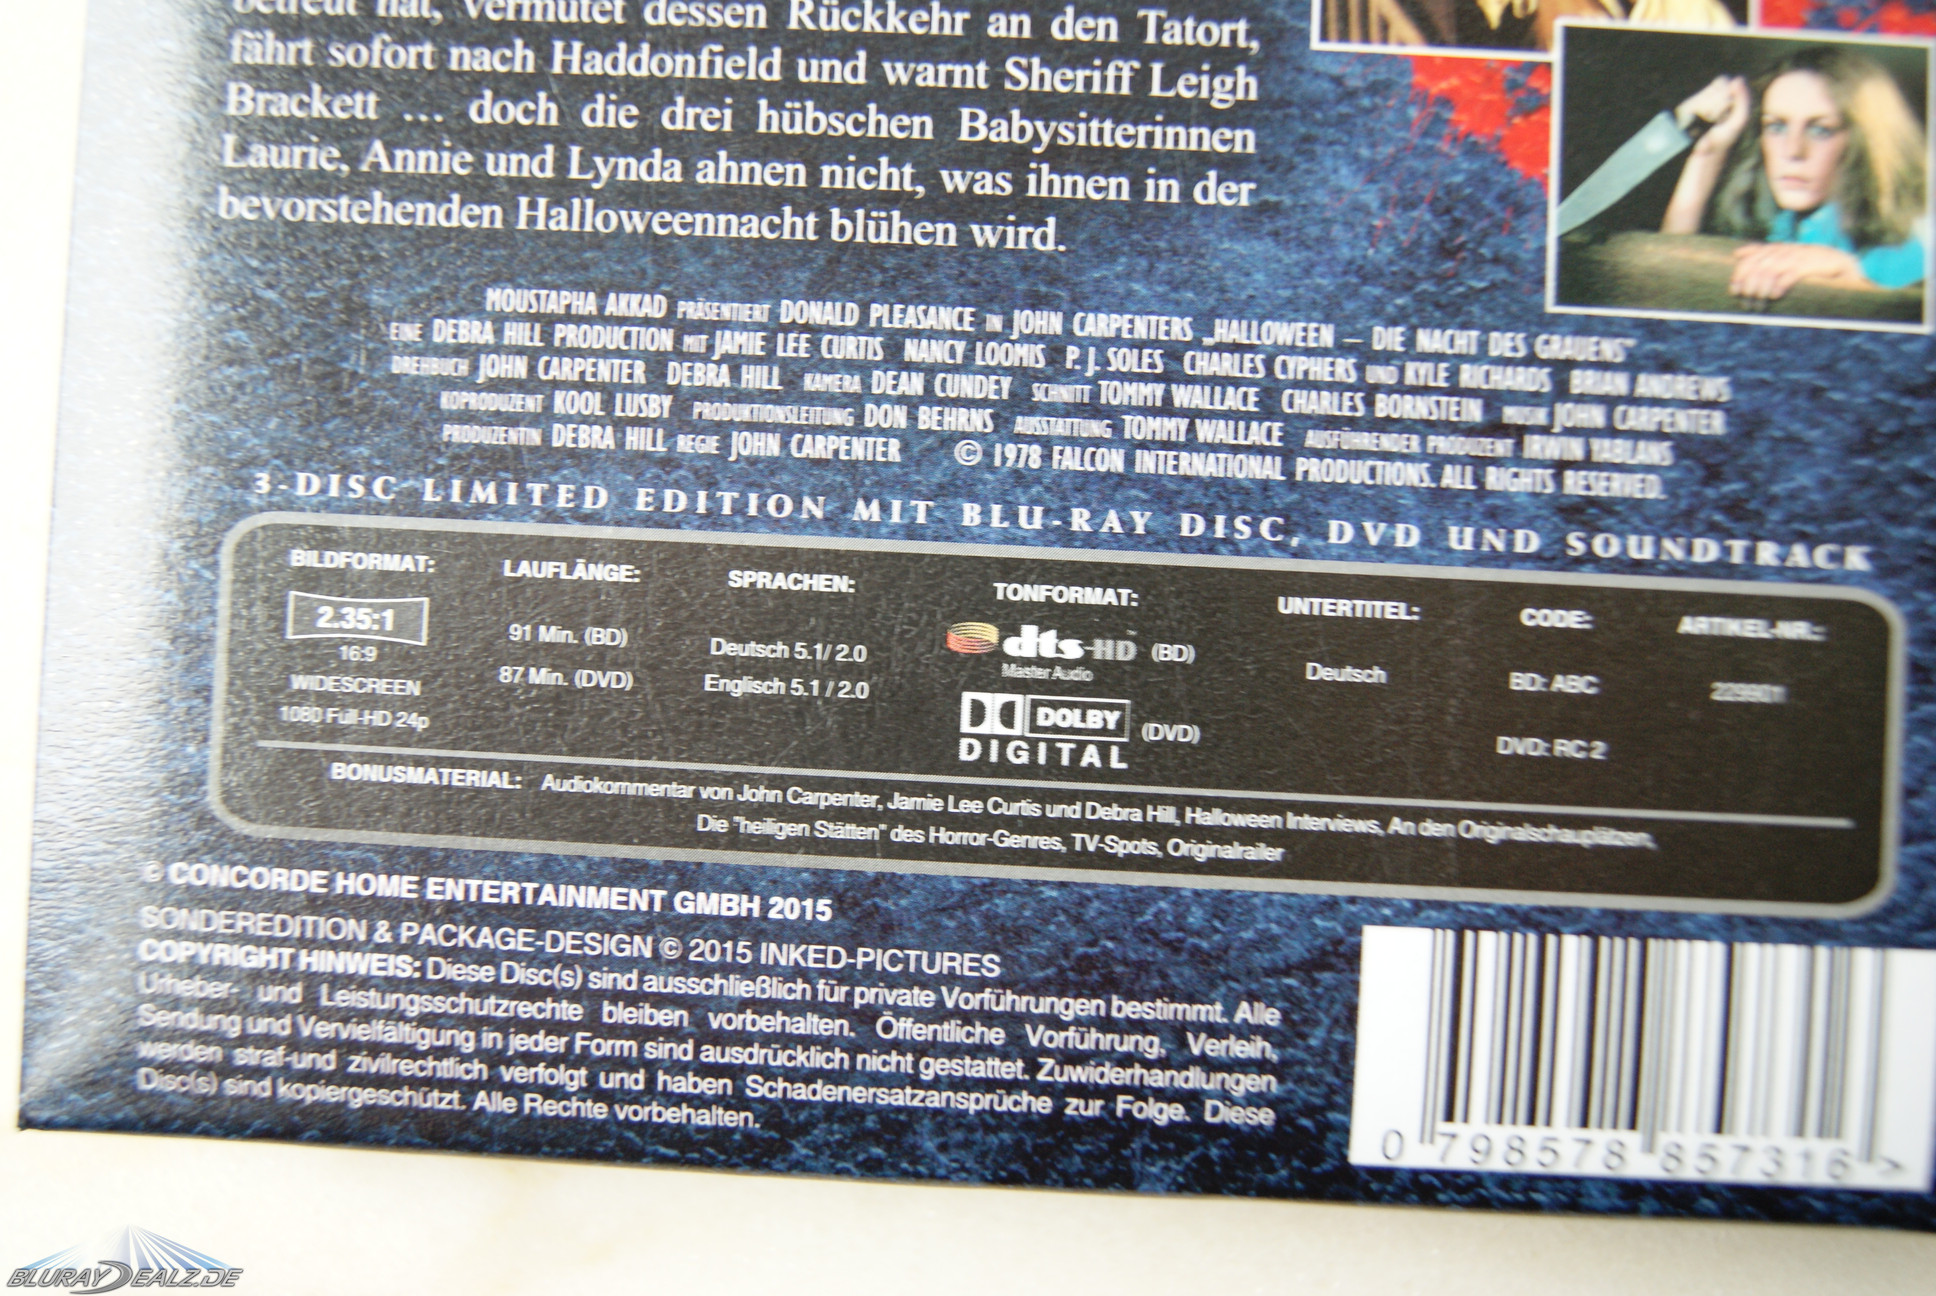 betreut hat, vermutet dessen Rückkehr an den Tatort,
fährt sofort nach Haddonfield und warnt Sheriff Leigh
Brackett ... doch die drei hübschen Babysitterinnen
Laurie, Annie und Lynda ahnen nicht, was ihnen in der
bevorstehenden Halloweennacht blühen wird.
MOUSTAPHA AKKAD PRÄSENTIERT DONALD PLEASANCE IN JOHN CARPENTERS „HALLOWEEN – DIE NACHT DES GRAUENS"
EINE DEBRA HILL PRODUCTION MIT JAMIE LEE CURTIS NANCY LOOMIS P. J. SOLES CHARLES CYPHERS UND KYLE RICHARDS BRIAN ANDREWS
DREHBUCH JOHN CARPENTER DEBRA HILL KAMERA DEAN CUNDEY SCHNITT TOMMY WALLACE CHARLES BORNSTEIN MUSIK JOHN CARPENTER
KOPRODUZENT KOOL LUSBY PRODUKTIONSLEITUNG DON BEHRNS AUSSTATTUNG TOMMY WALLACE AUSFÜHRENDER PRODUZENT IRWIN YABLANS
PRODUZENTIN DEBRA HILL REGIE JOHN CARPENTER © 1978 FALCON INTERNATIONAL PRODUCTIONS. ALL RIGHTS RESERVED.
3-DISC LIMITED EDITION MIT BLU-RAY DISC, DVD UND SOUNDTRACK
BILDFORMAT:
2.35:1
16:9
WIDESCREEN
1080 Full-HD 24p
LAUFLÄNGE:
91 Min. (BD)
87 Min. (DVD)
SPRACHEN:
Deutsch 5.1/ 2.0
Englisch 5.1 / 2.0
TONFORMAT:
dts-HD (BD)
Master Audio
DOLBY (DVD)
DIGITAL
UNTERTITEL:
Deutsch
CODE:
BD: ABC
DVD: RC 2
ARTIKEL-NR.:
BONUSMATERIAL: Audiokommentar von John Carpenter, Jamie Lee Curtis und Debra Hill, Halloween Interviews, An den Originalschauplätzen,
Die "heiligen Stätten" des Horror-Genres, TV-Spots, Originalrailer
© CONCORDE HOME ENTERTAINMENT GMBH 2015
SONDEREDITION & PACKAGE-DESIGN © 2015 INKED-PICTURES
COPYRIGHT HINWEIS: Diese Disc(s) sind ausschließlich für private Vorführungen bestimmt. Alle
Urheber- und Leistungsschutzrechte bleiben vorbehalten. Öffentliche Vorführung, Verleih,
Sendung und Vervielfältigung in jeder Form sind ausdrücklich nicht gestattet. Zuwiderhandlungen
werden straf-und zivilrechtlich verfolgt und haben Schadenersatzansprüche zur Folge. Diese
Disc(s) sind kopiergeschützt. Alle Rechte vorbehalten.
0 798578 857316 >
BLURAYDEALZ.DE